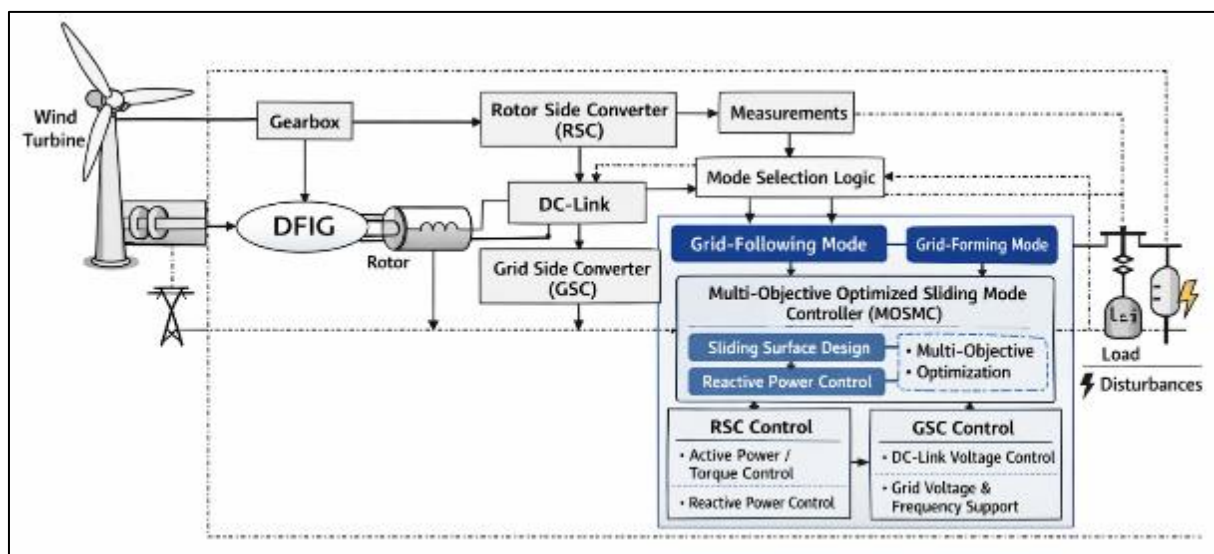 Wind
Turbine
Gearbox
Rotor Side Converter
(RSC)
Measurements
Mode Selection Logic
DFIG
Rotor
DC-Link
Grid Side Converter
(GSC)
Grid-Following Mode
Grid-Forming Mode
Multi-Objective Optimized Sliding Mode
Controller (MOSMC)
Sliding Surface Design
Reactive Power Control
• Multi-Objective
• Optimization
RSC Control
• Active Power /
Torque Control
• Reactive Power Control
GSC Control
• DC-Link Voltage Control
• Grid Voltage &
Frequency Support
Load
Disturbances